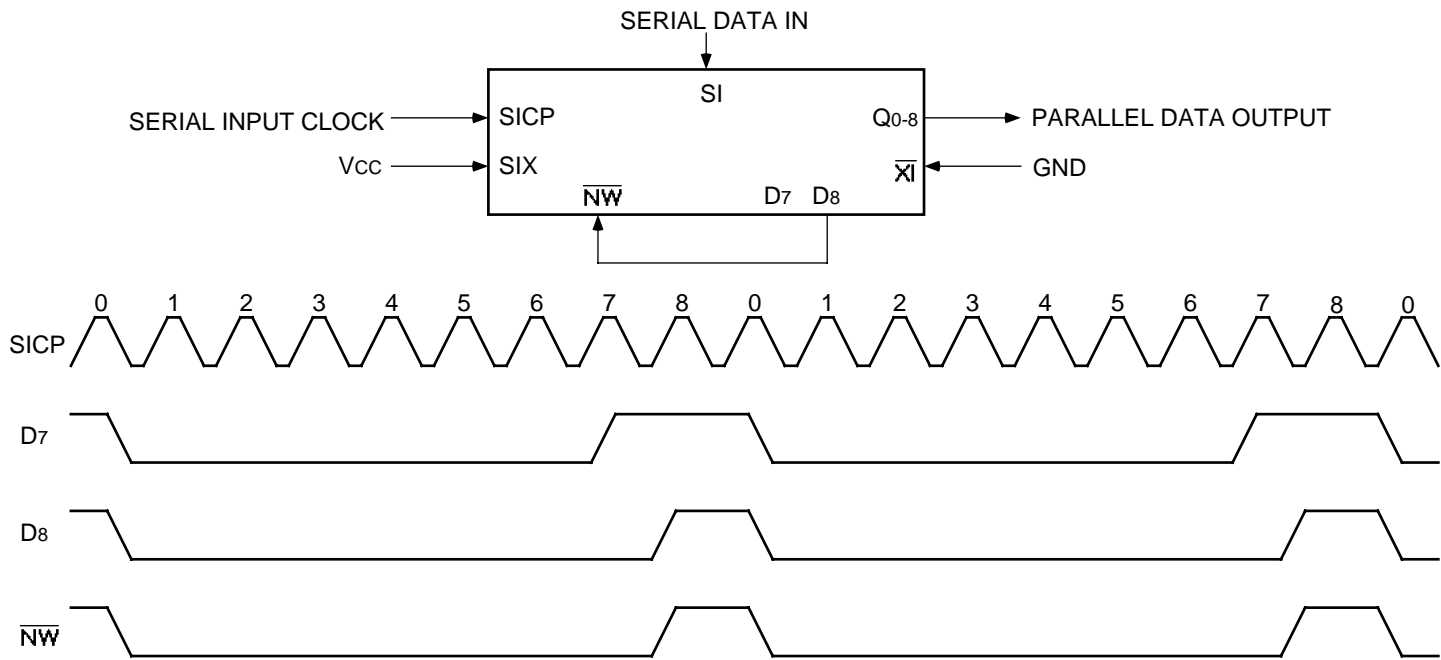 SERIAL DATA IN
SI
SERIAL INPUT CLOCK SICP Q0-8 PARALLEL DATA OUTPUT
VCC SIX XI GND
NW D7 D8
0 1 2 3 4 5 6 7 8 0 1 2 3 4 5 6 7 8 0
SICP
D7
D8
NW